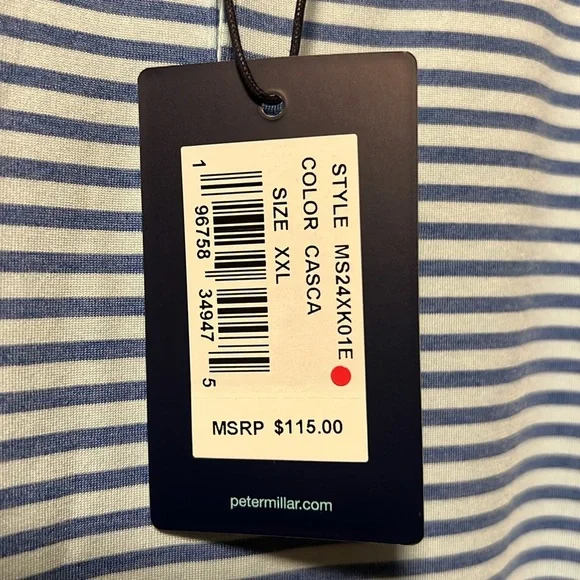 STYLE MS24XK01E
COLOR CASCA
SIZE XXL
1 96758 34947 5
MSRP $115.00
petermillar.com